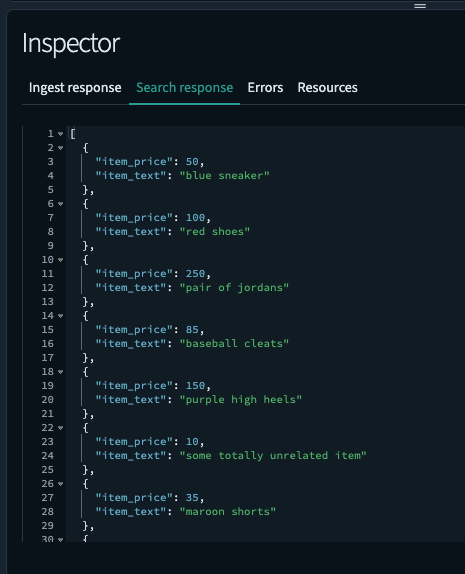 Inspector
Ingest response Search response Errors Resources
1 [
2 {
3 "item_price": 50,
4 "item_text": "blue sneaker"
5 },
6 {
7 "item_price": 100,
8 "item_text": "red shoes"
9 },
10 {
11 "item_price": 250,
12 "item_text": "pair of jordans"
13 },
14 {
15 "item_price": 85,
16 "item_text": "baseball cleats"
17 },
18 {
19 "item_price": 150,
20 "item_text": "purple high heels"
21 },
22 {
23 "item_price": 10,
24 "item_text": "some totally unrelated item"
25 },
26 {
27 "item_price": 35,
28 "item_text": "maroon shorts"
29 },
30 {